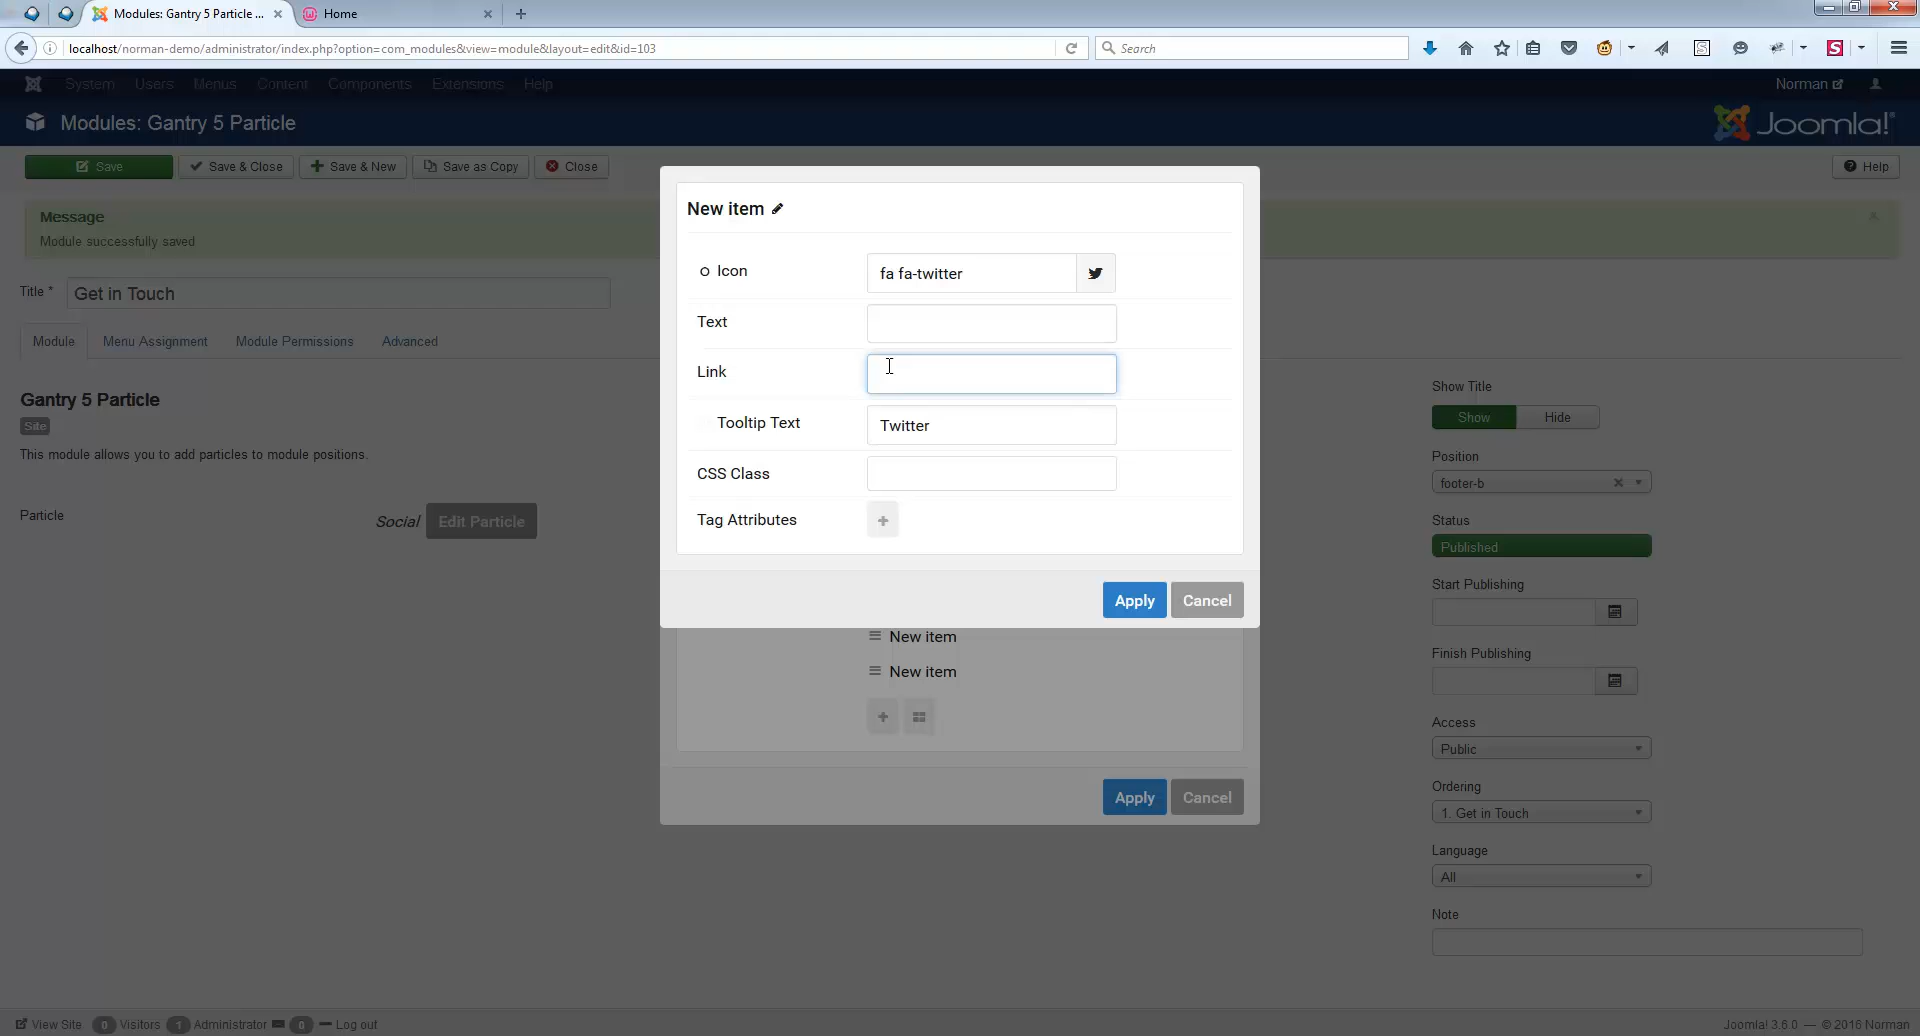 Modules: Gantry 5 Particle ...
Home
localhost/norman-demo/administrator/index.php?option=com_modules&view=module&layout=edit&id=103
Search
System Users Menus Content Components Extensions Help
Norman
Modules: Gantry 5 Particle
Joomla!
Save
Save & Close
Save & New
Save as Copy
Close
Help
Message
Module successfully saved
Title *
Get in Touch
Module
Menu Assignment
Module Permissions
Advanced
Gantry 5 Particle
Site
This module allows you to add particles to module positions.
Particle
Social
Edit Particle
New item
Icon
fa fa-twitter
Text
Link
Tooltip Text
Twitter
CSS Class
Tag Attributes
Apply
Cancel
New item
New item
Apply
Cancel
Show Title
Show
Hide
Position
footer-b
Status
Published
Start Publishing
Finish Publishing
Access
Public
Ordering
1. Get in Touch
Language
All
Note
View Site
0 Visitors
1 Administrator
0
Log out
Joomla! 3.6.0 — © 2016 Norman